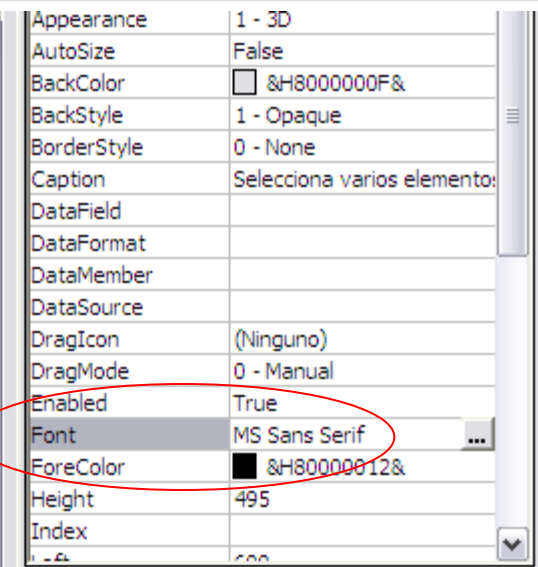 Appearance 1 - 3D
AutoSize False
BackColor &H8000000F&
BackStyle 1 - Opaque
BorderStyle 0 - None
Caption Selecciona varios elementos
DataField
DataFormat
DataMember
DataSource
DragIcon (Ninguno)
DragMode 0 - Manual
Enabled True
Font MS Sans Serif ...
ForeColor &H80000012&
Height 495
Index